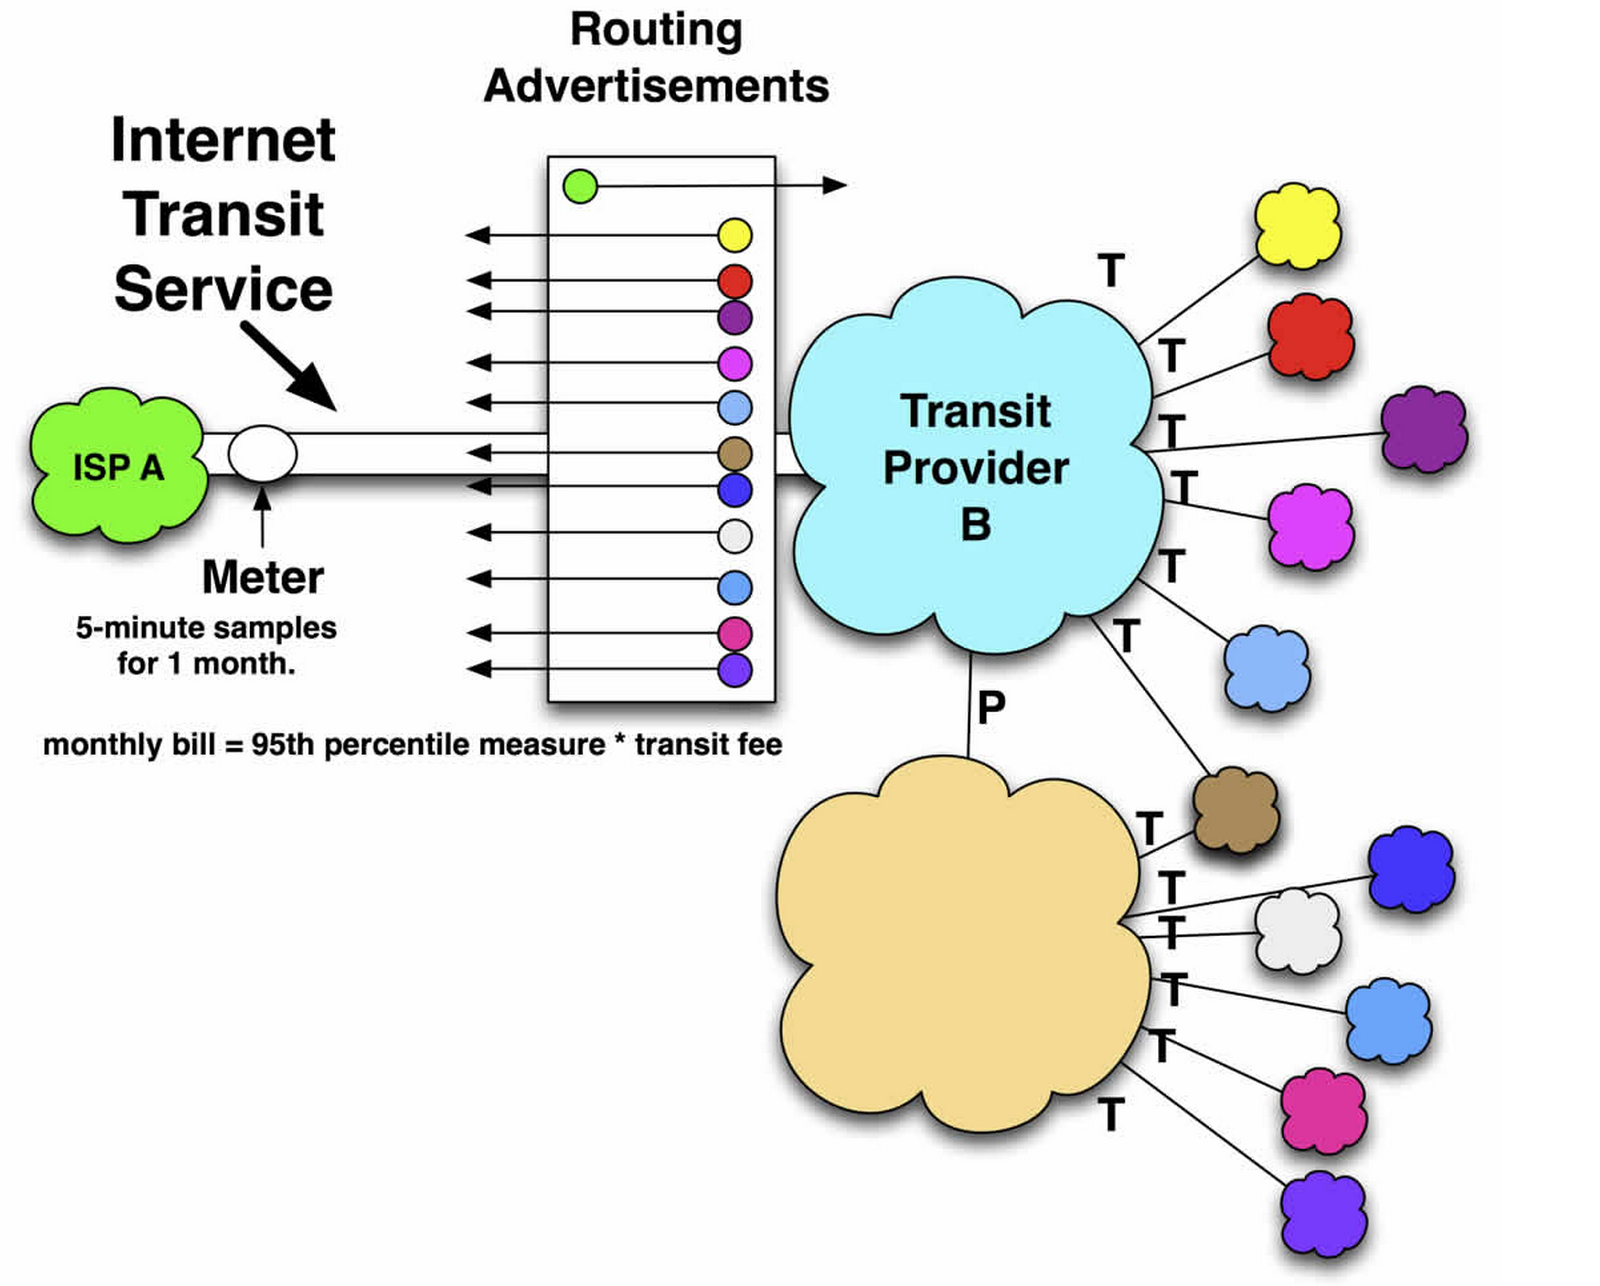 Routing
Advertisements
Internet
Transit
Service
ISP A
Meter
5-minute samples
for 1 month.
monthly bill = 95th percentile measure * transit fee
Transit
Provider
B
T
T
T
T
T
T
P
T
T
T
T
T
T